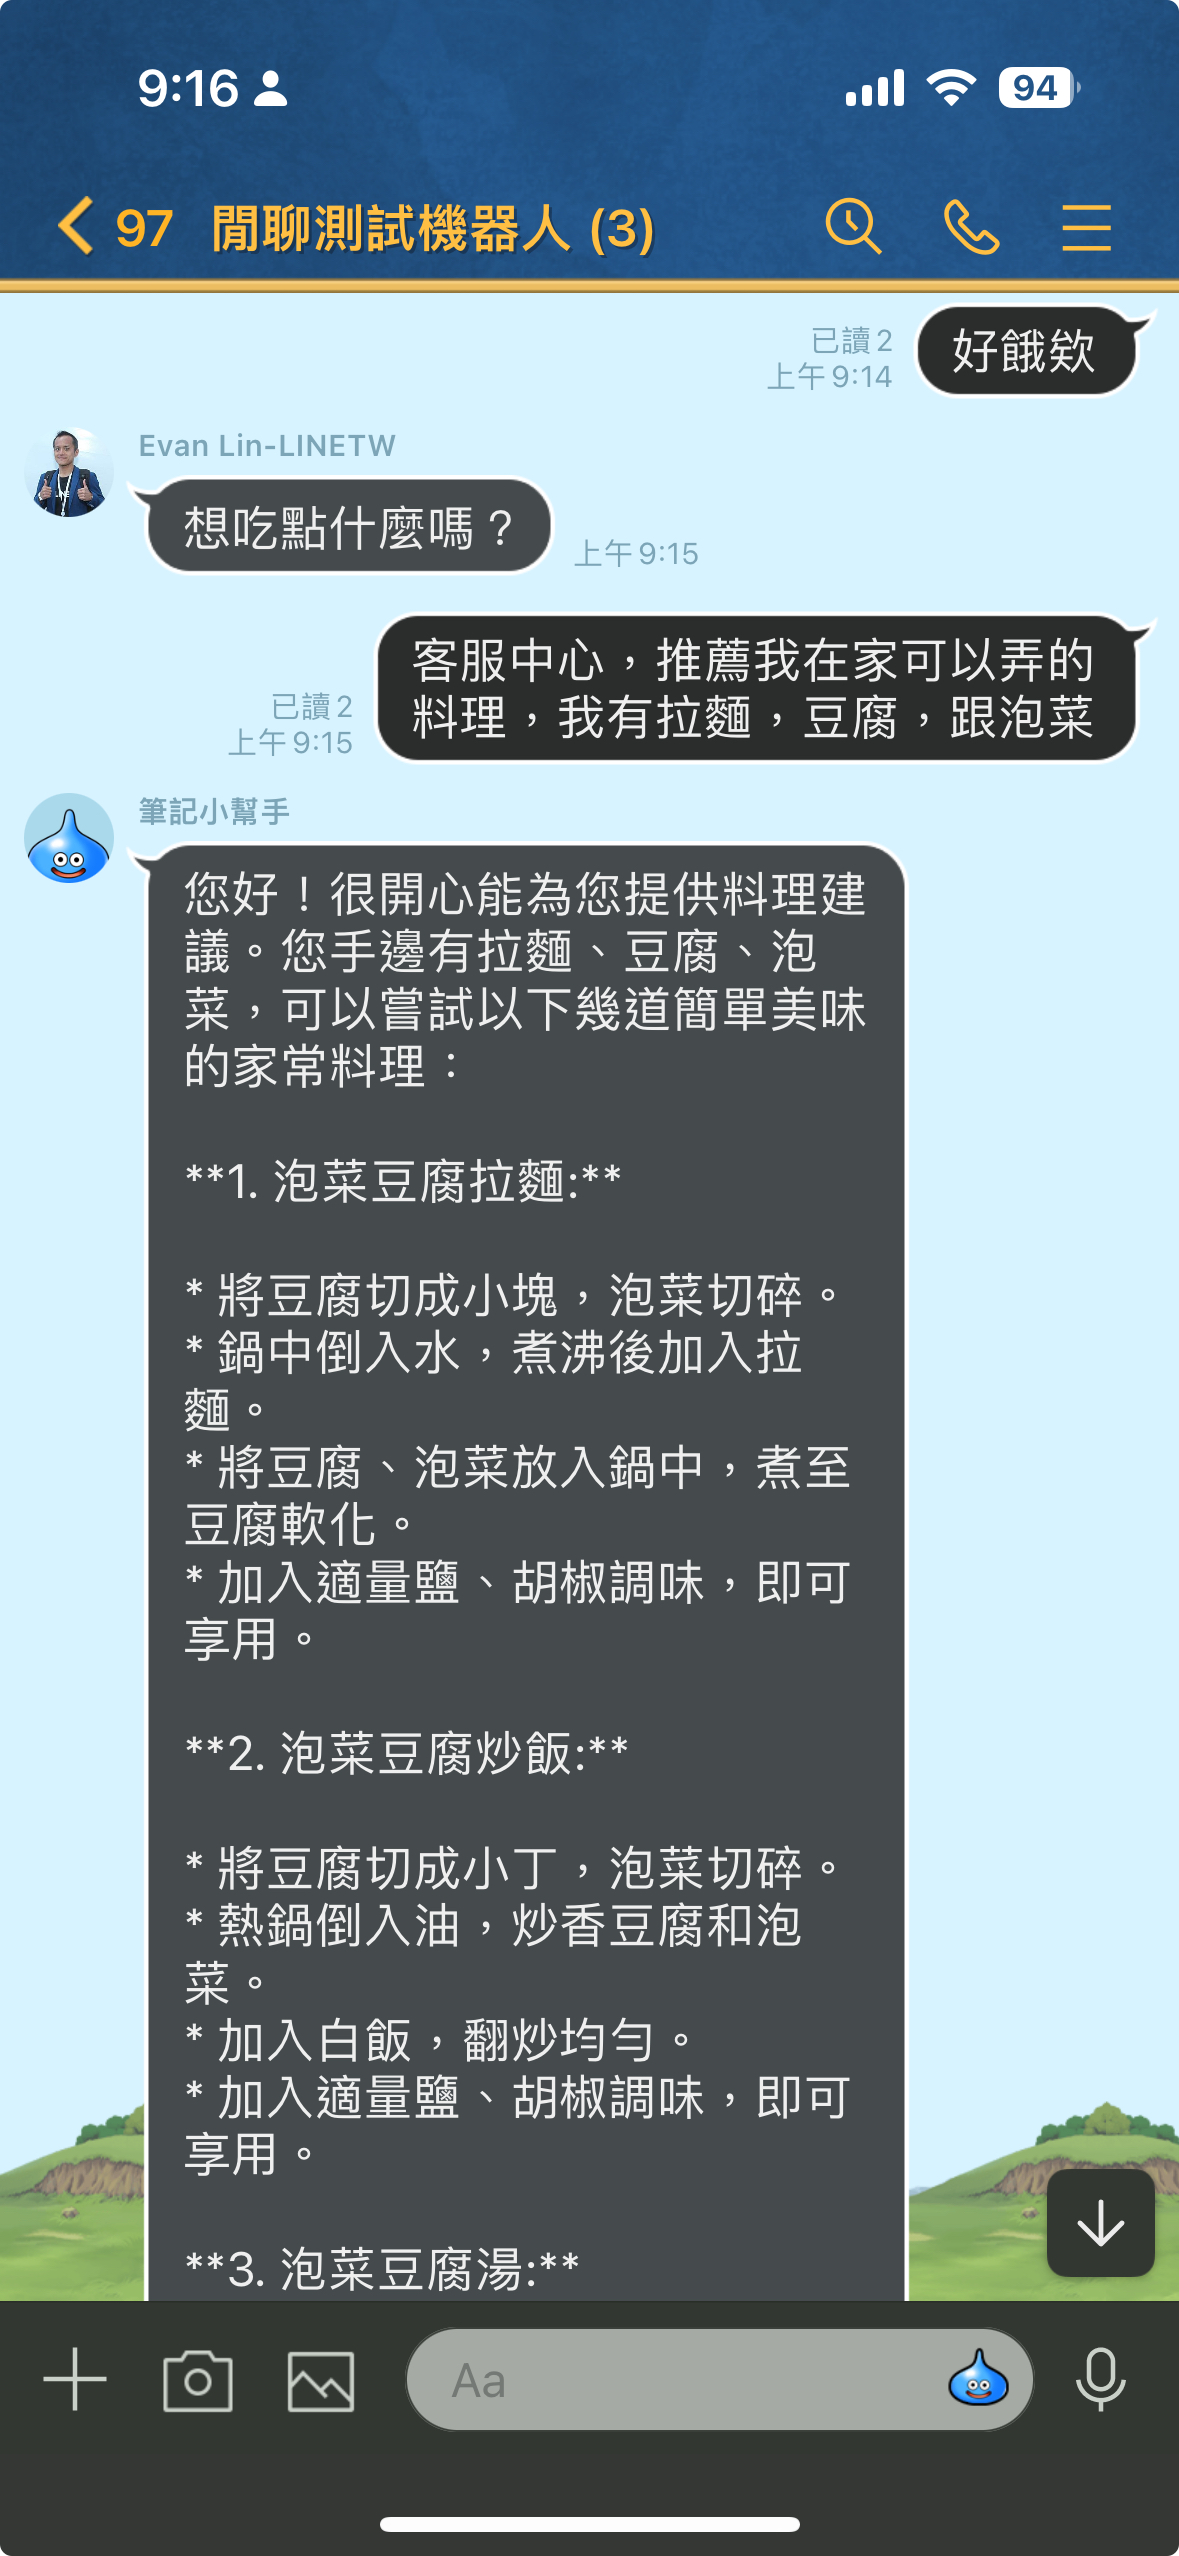 9:16
94
97 閒聊測試機器人 (3)
好餓欸
已讀 2
上午 9:14
Evan Lin-LINETW
想吃點什麼嗎？
上午 9:15
客服中心，推薦我在家可以弄的
料理，我有拉麵，豆腐，跟泡菜
已讀 2
上午 9:15
筆記小幫手
您好！很開心能為您提供料理建
議。您手邊有拉麵、豆腐、泡
菜，可以嘗試以下幾道簡單美味
的家常料理：
**1. 泡菜豆腐拉麵:**
* 將豆腐切成小塊，泡菜切碎。
* 鍋中倒入水，煮沸後加入拉
麵。
* 將豆腐、泡菜放入鍋中，煮至
豆腐軟化。
* 加入適量鹽、胡椒調味，即可
享用。
**2. 泡菜豆腐炒飯:**
* 將豆腐切成小丁，泡菜切碎。
* 熱鍋倒入油，炒香豆腐和泡
菜。
* 加入白飯，翻炒均勻。
* 加入適量鹽、胡椒調味，即可
享用。
**3. 泡菜豆腐湯:**
Aa